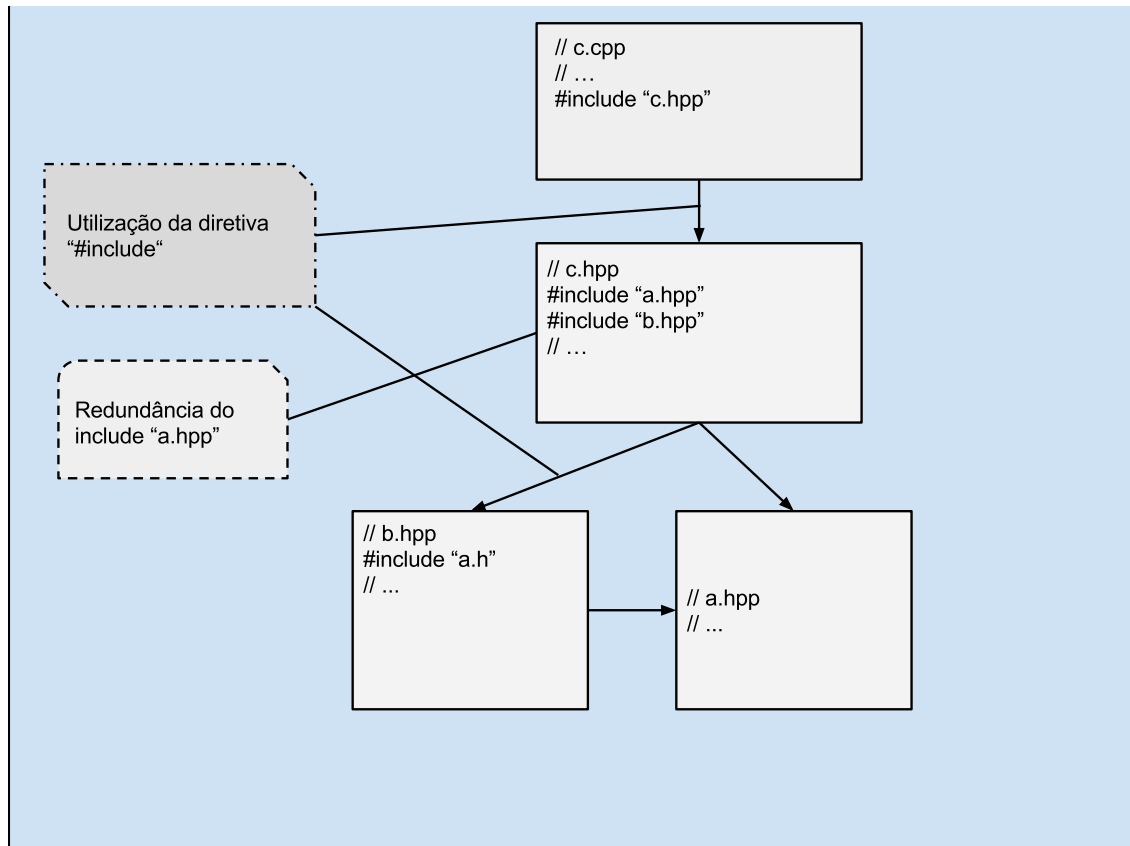 // c.cpp
// …
#include “c.hpp”
Utilização da diretiva
“#include“
// c.hpp
#include “a.hpp”
#include “b.hpp”
// …
Redundância do
include “a.hpp”
// b.hpp
#include “a.h”
// ...
// a.hpp
// ...